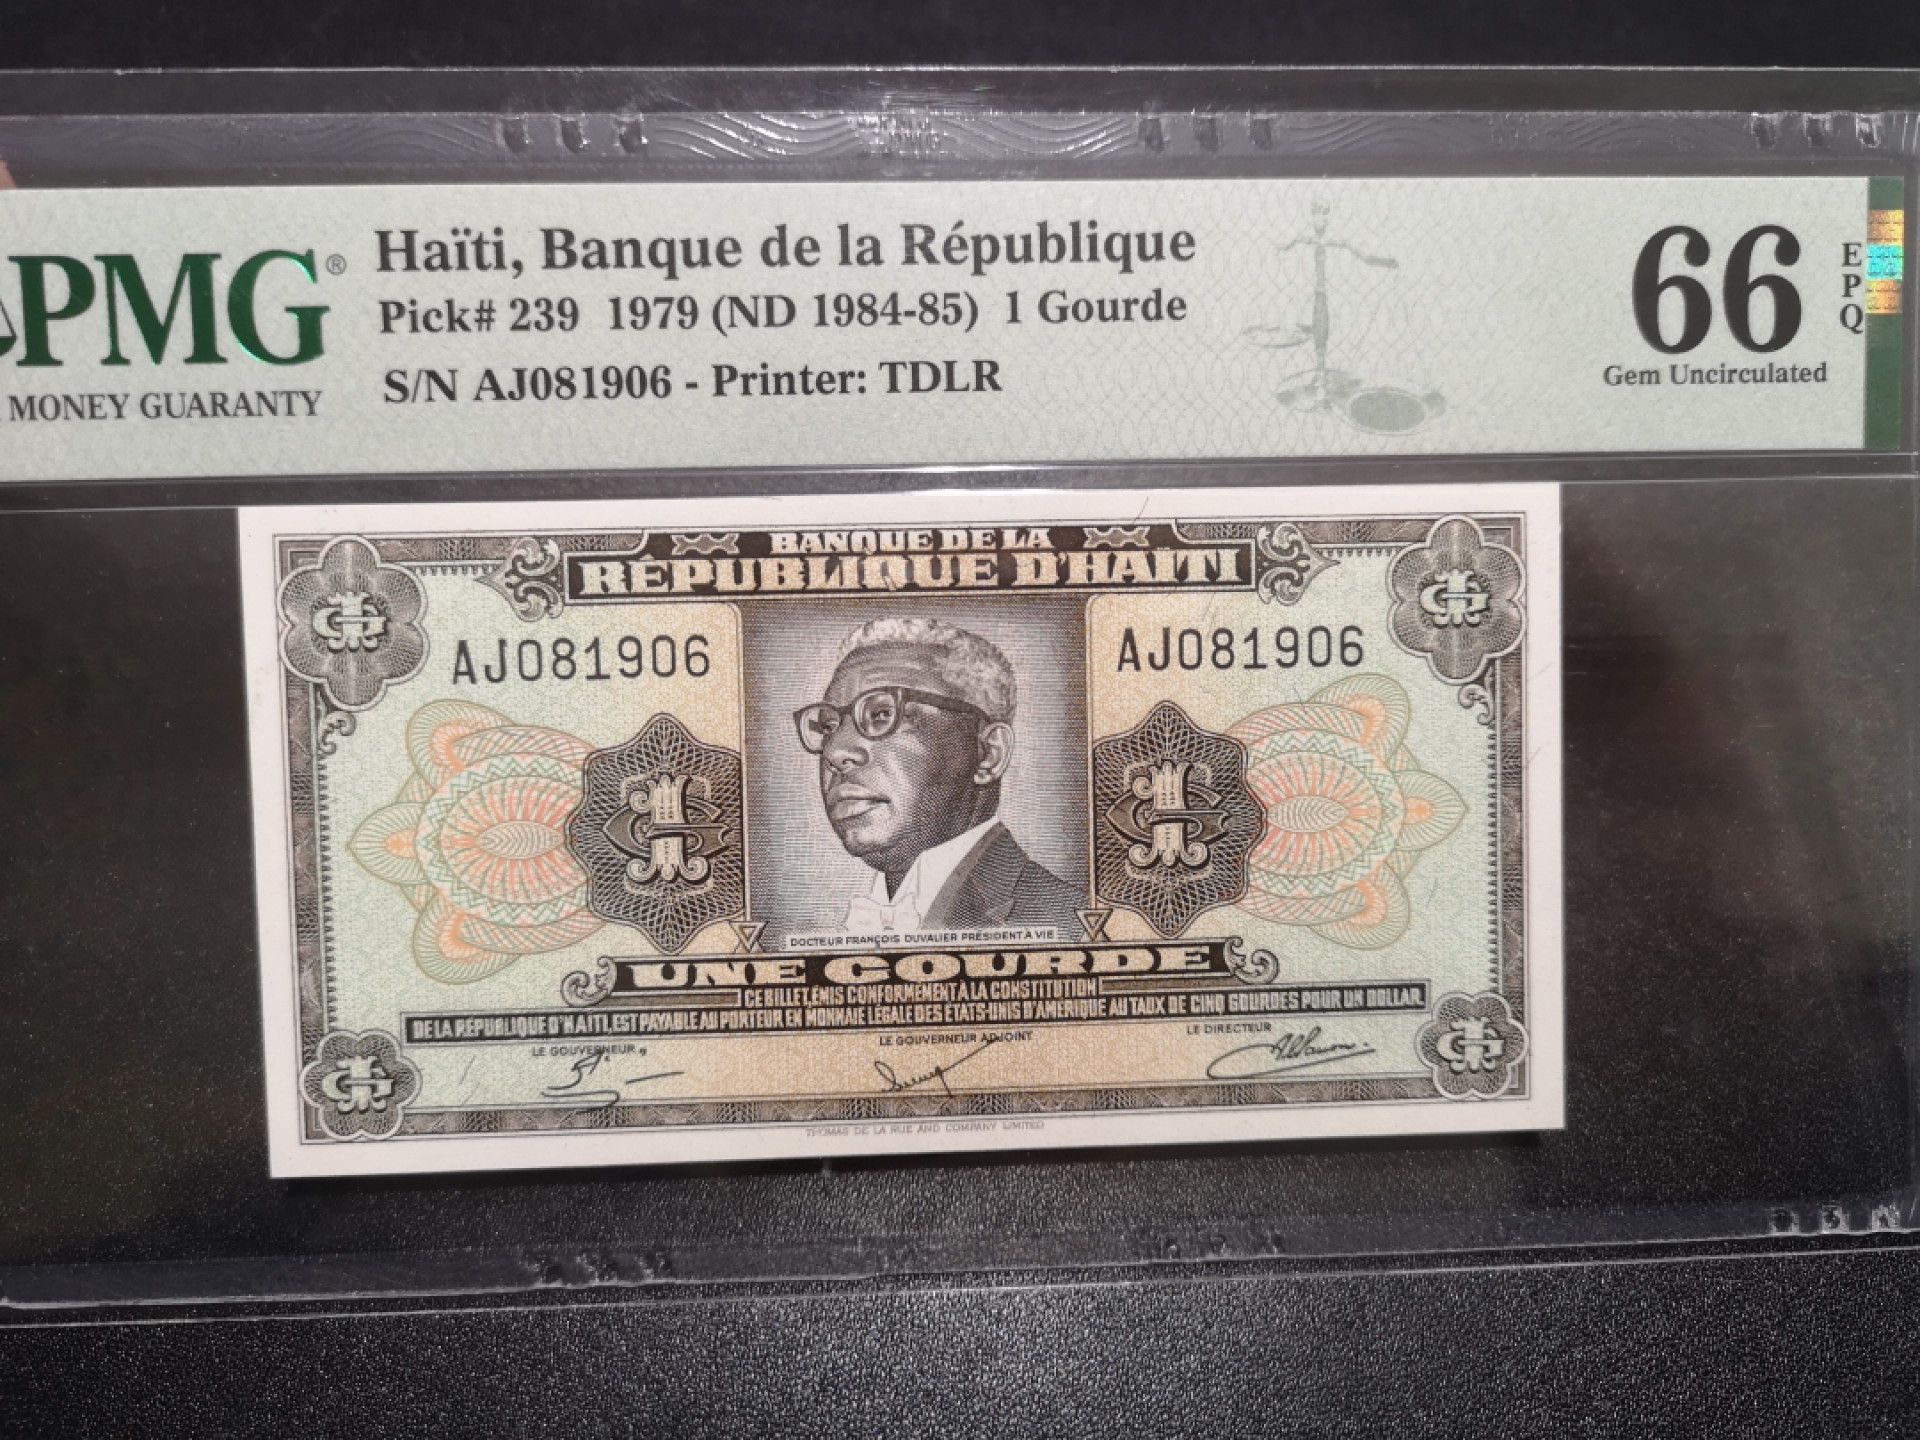 PMG®
MONEY GUARANTY
Haïti, Banque de la République
Pick# 239 1979 (ND 1984-85) 1 Gourde
S/N AJ081906 - Printer: TDLR
66
EPQ
Gem Uncirculated
BANQUE DE LA
RÉPUBLIQUE D'HAÏTI
AJ081906
AJ081906
1
1
DOCTEUR FRANÇOIS DUVALIER PRÉSIDENT À VIE
UNE GOURDE
CE BILLET, ÉMIS CONFORMÉMENT À LA CONSTITUTION
DE LA RÉPUBLIQUE D'HAÏTI, EST PAYABLE AU PORTEUR EN MONNAIE LÉGALE DES ÉTATS-UNIS D'AMÉRIQUE AU TAUX DE CINQ GOURDES POUR UN DOLLAR.
LE GOUVERNEUR
LE GOUVERNEUR ADJOINT
LE DIRECTEUR
THOMAS DE LA RUE AND COMPANY LIMITED